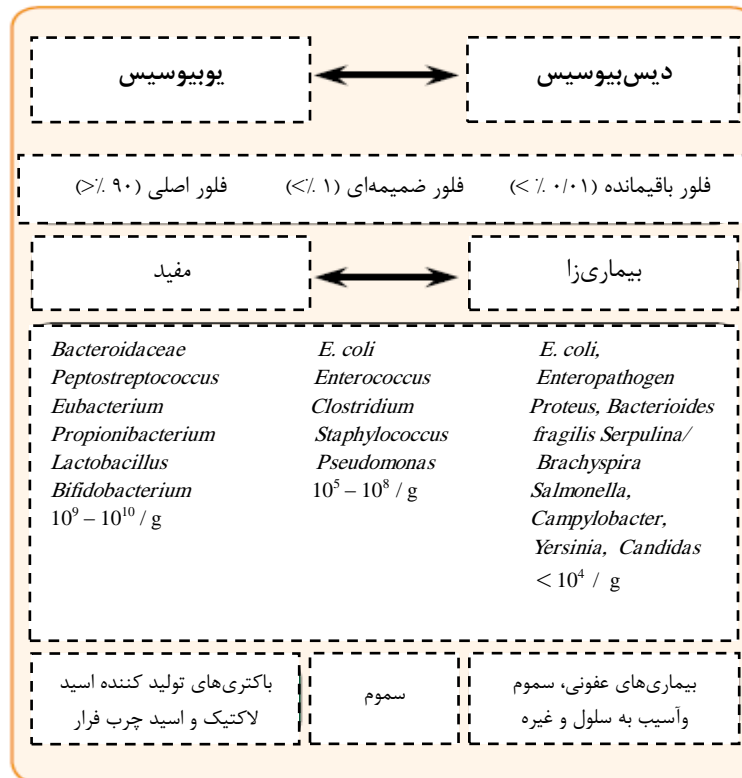 دیس‌بیوسیس
یوبیوسیس
فلور باقیمانده (۰/۰۱ ٪ >)
فلور ضمیمه‌ای (۱ ٪>)
فلور اصلی (۹۰ ٪<)
بیماری‌زا
مفید
Bacteroidaceae
Peptostreptococcus
Eubacterium
Propionibacterium
Lactobacillus
Bifidobacterium
10⁹ – 10¹⁰ / g
E. coli
Enterococcus
Clostridium
Staphylococcus
Pseudomonas
10⁵ – 10⁸ / g
E. coli,
Enteropathogen
Proteus, Bacterioides
fragilis Serpulina/
Brachyspira
Salmonella,
Campylobacter,
Yersinia, Candidas
< 10⁴ / g
بیماری‌های عفونی، سموم
وآسیب به سلول و غیره
سموم
باکتری‌های تولید کننده اسید
لاکتیک و اسید چرب فرار